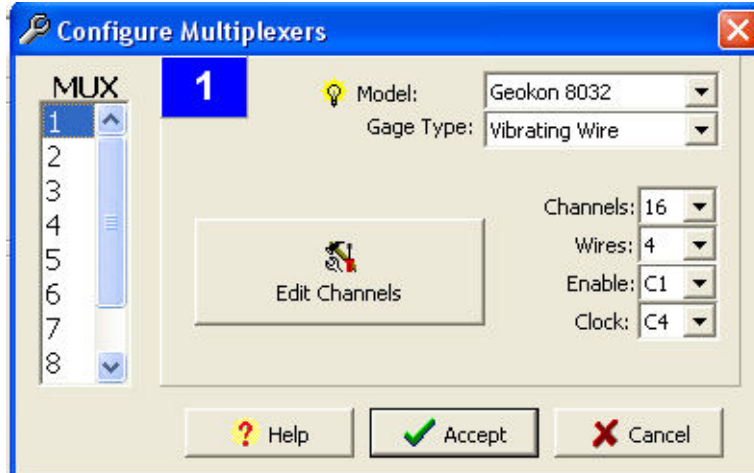 Configure Multiplexers
MUX
1
2
3
4
5
6
7
8
1
Model: Geokon 8032
Gage Type: Vibrating Wire
Channels: 16
Wires: 4
Enable: C1
Clock: C4
Edit Channels
Help
Accept
Cancel